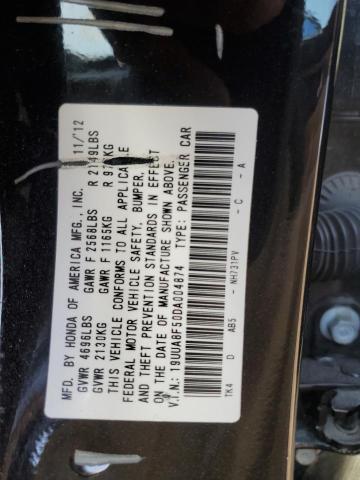 MFD. BY HONDA OF AMERICA MFG., INC. 11/12
GVWR 4696LBS GAWR F 2568LBS R 2149LBS
GVWR 2130KG GAWR F 1165KG R KG
THIS VEHICLE CONFORMS TO ALL APPLICABLE
FEDERAL MOTOR VEHICLE SAFETY, BUMPER,
AND THEFT PREVENTION STANDARDS IN EFFECT
ON THE DATE OF MANUFACTURE SHOWN ABOVE.
V.I.N.: 19UUA8F50DA004874 TYPE: PASSENGER CAR
TK4 D AB5 - NH731PV - C - A